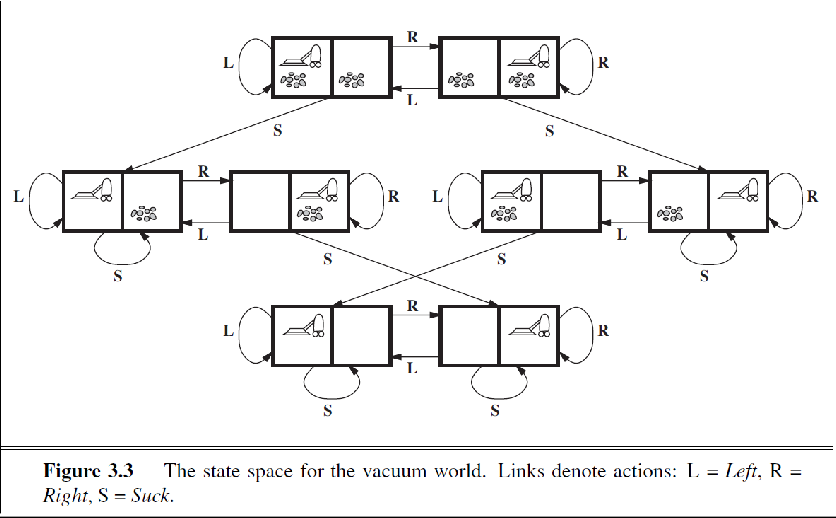 R
L
R
L
S
S
R
R
L
R
L
R
L
L
S
S
S
S
R
L
R
L
S
S
Figure 3.3 The state space for the vacuum world. Links denote actions: L = Left, R =
Right, S = Suck.